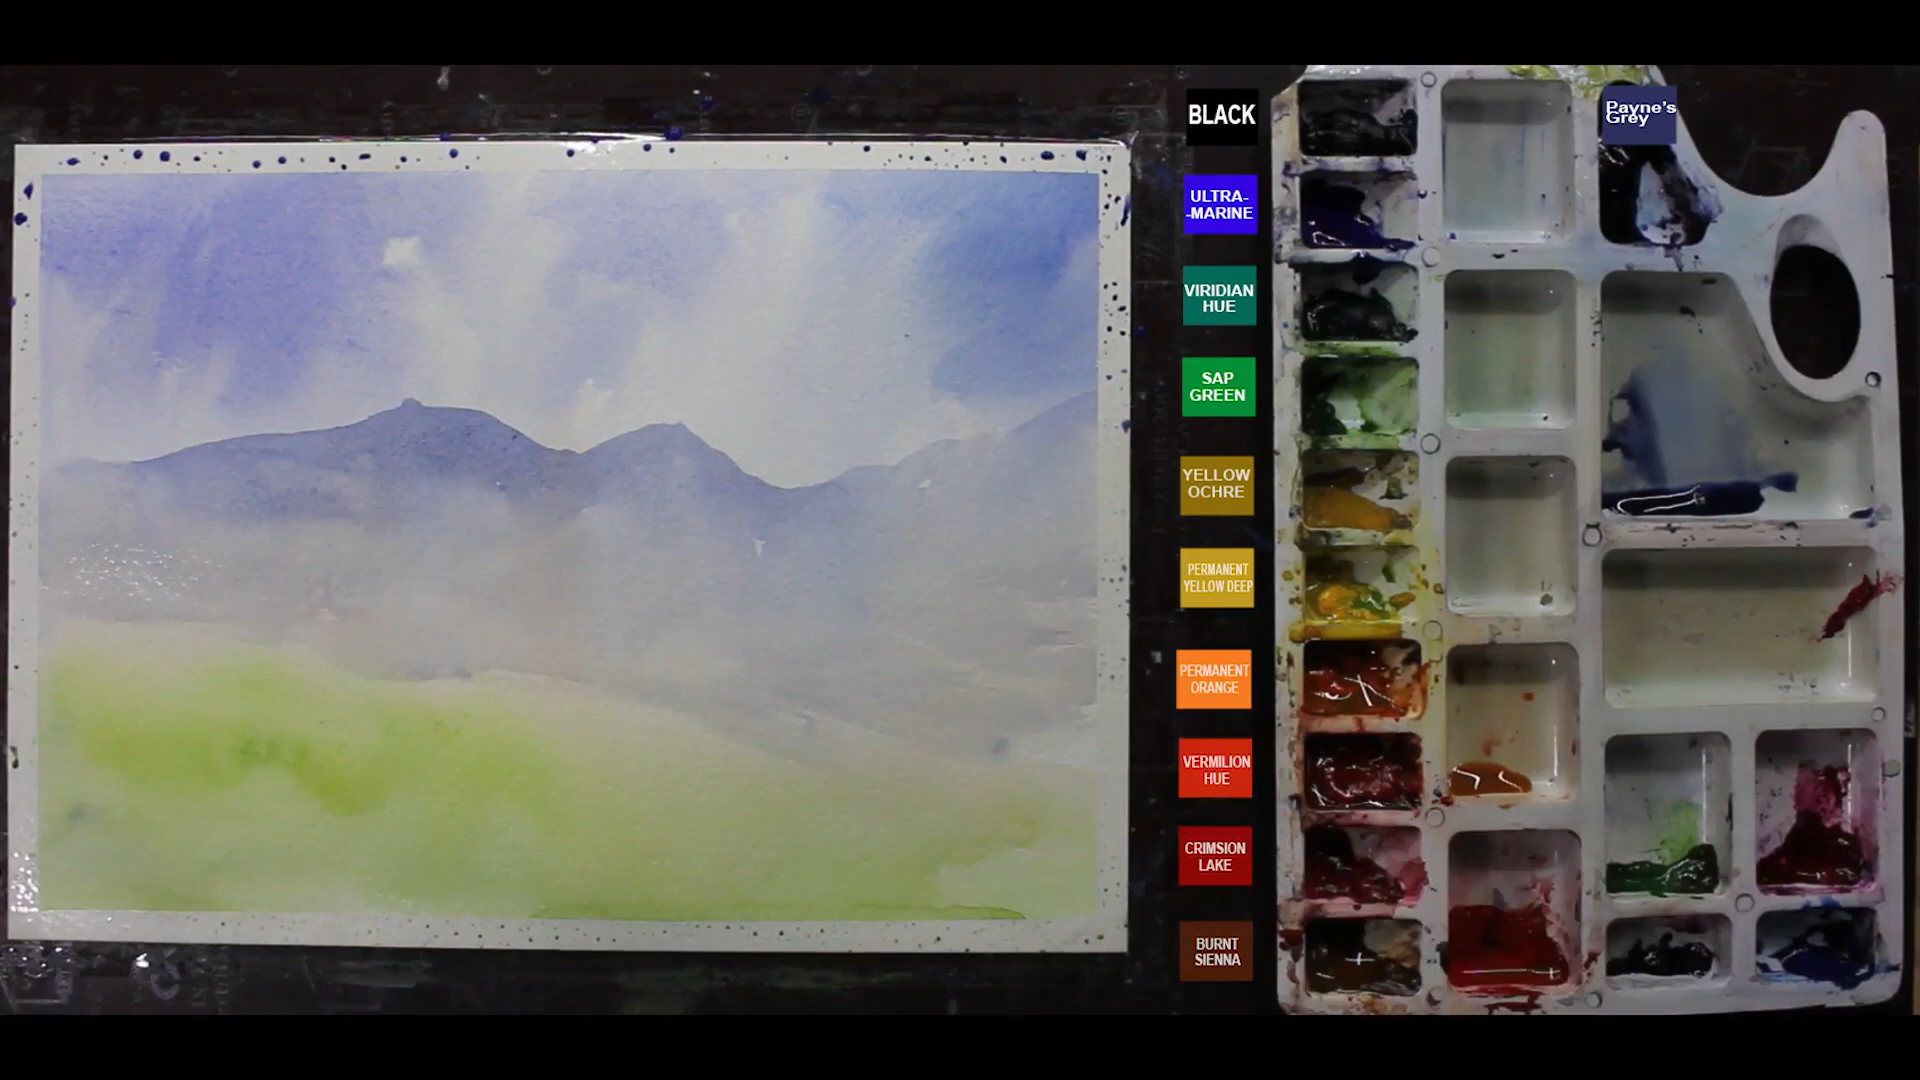 BLACK
Payne's
Grey
ULTRA-
-MARINE
VIRIDIAN
HUE
SAP
GREEN
YELLOW
OCHRE
PERMANENT
YELLOW DEEP
PERMANENT
ORANGE
VERMILION
HUE
CRIMSION
LAKE
BURNT
SIENNA